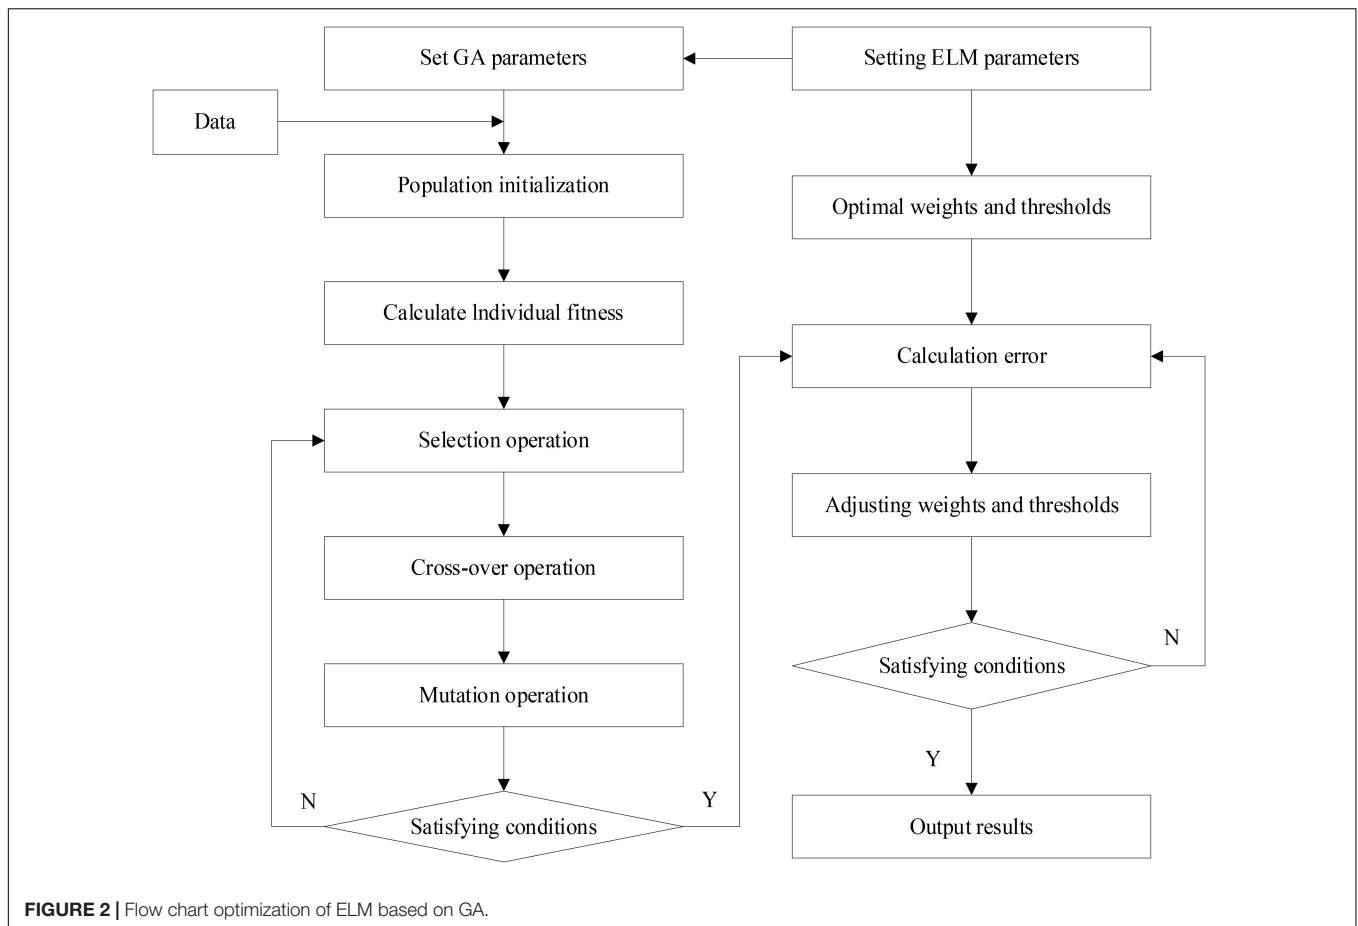 Set GA parameters
Setting ELM parameters
Data
Population initialization
Optimal weights and thresholds
Calculate Individual fitness
Calculation error
Selection operation
Adjusting weights and thresholds
Cross-over operation
Mutation operation
Satisfying conditions
N
Y
N
Y
Satisfying conditions
Output results
FIGURE 2 | Flow chart optimization of ELM based on GA.